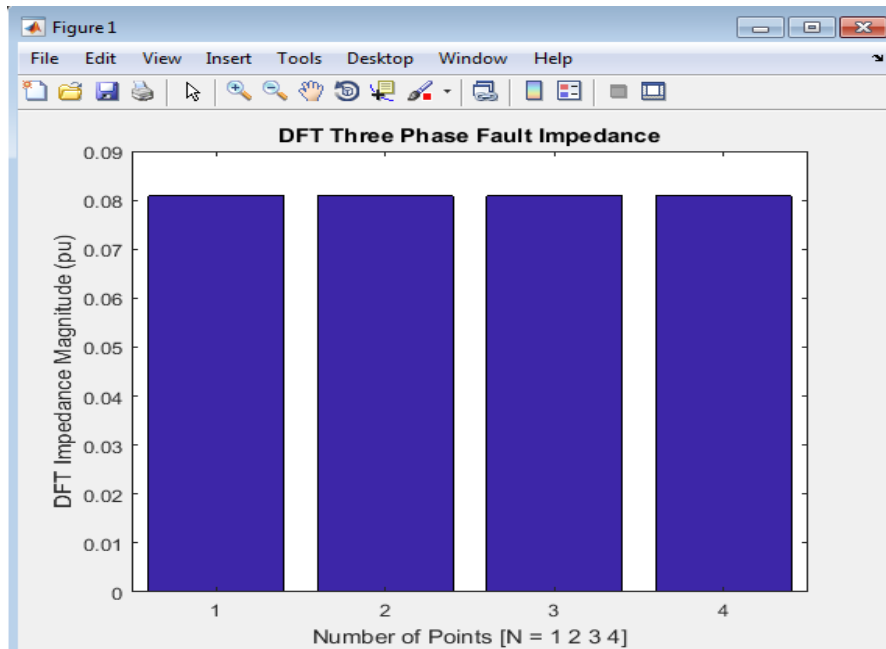 Figure 1
File Edit View Insert Tools Desktop Window Help
DFT Three Phase Fault Impedance
DFT Impedance Magnitude (pu)
0.09
0.08
0.07
0.06
0.05
0.04
0.03
0.02
0.01
0
1 2 3 4
Number of Points [N = 1 2 3 4]